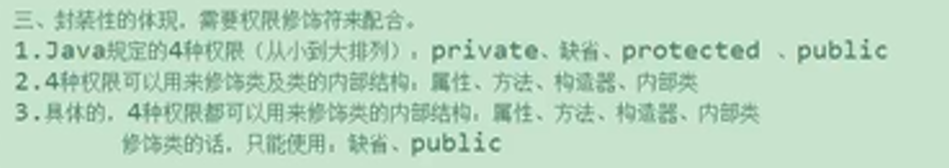 三、封装性的体现，需要权限修饰符来配合。
1.Java规定的4种权限（从小到大排列）：private、缺省、protected 、public
2.4种权限可以用来修饰类及类的内部结构：属性、方法、构造器、内部类
3.具体的，4种权限都可以用来修饰类的内部结构：属性、方法、构造器、内部类
修饰类的话，只能使用：缺省、public